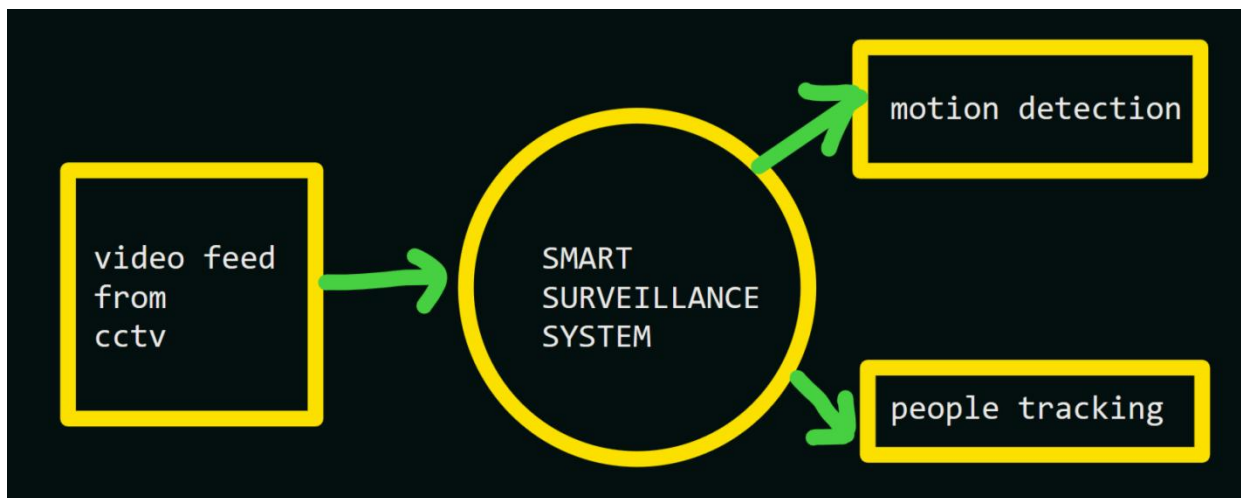 video feed
from
cctv
SMART
SURVEILLANCE
SYSTEM
motion detection
people tracking